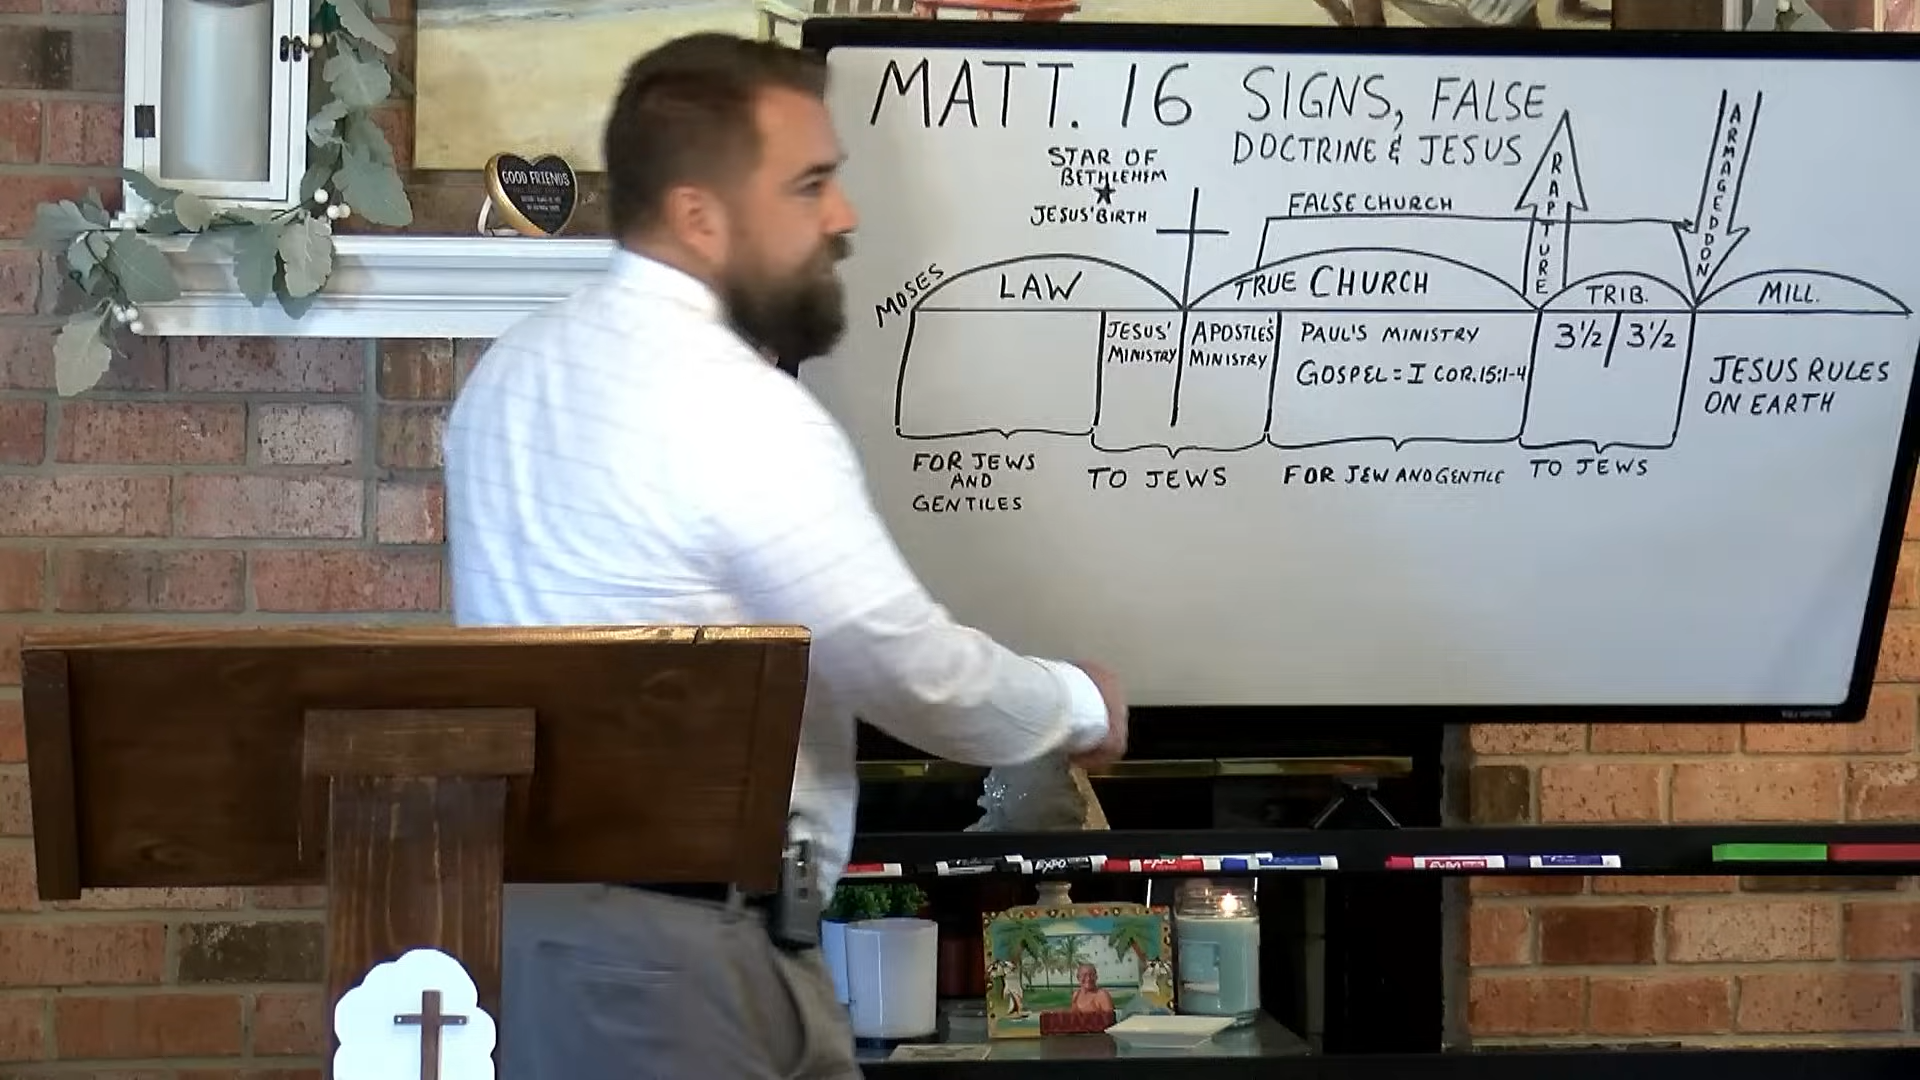 MATT. 16 SIGNS, FALSE
DOCTRINE & JESUS
STAR OF
BETHLEHEM
JESUS' BIRTH
FALSE CHURCH
RAPTURE
ARMAGEDDON
MOSES
LAW
TRUE CHURCH
TRIB.
MILL.
JESUS'
MINISTRY
APOSTLE'S
MINISTRY
PAUL'S MINISTRY
GOSPEL = I COR. 15:1-4
3½ / 3½
JESUS RULES
ON EARTH
FOR JEWS
AND
GENTILES
TO JEWS
FOR JEW AND GENTILE
TO JEWS
GOOD FRIENDS
EXPO